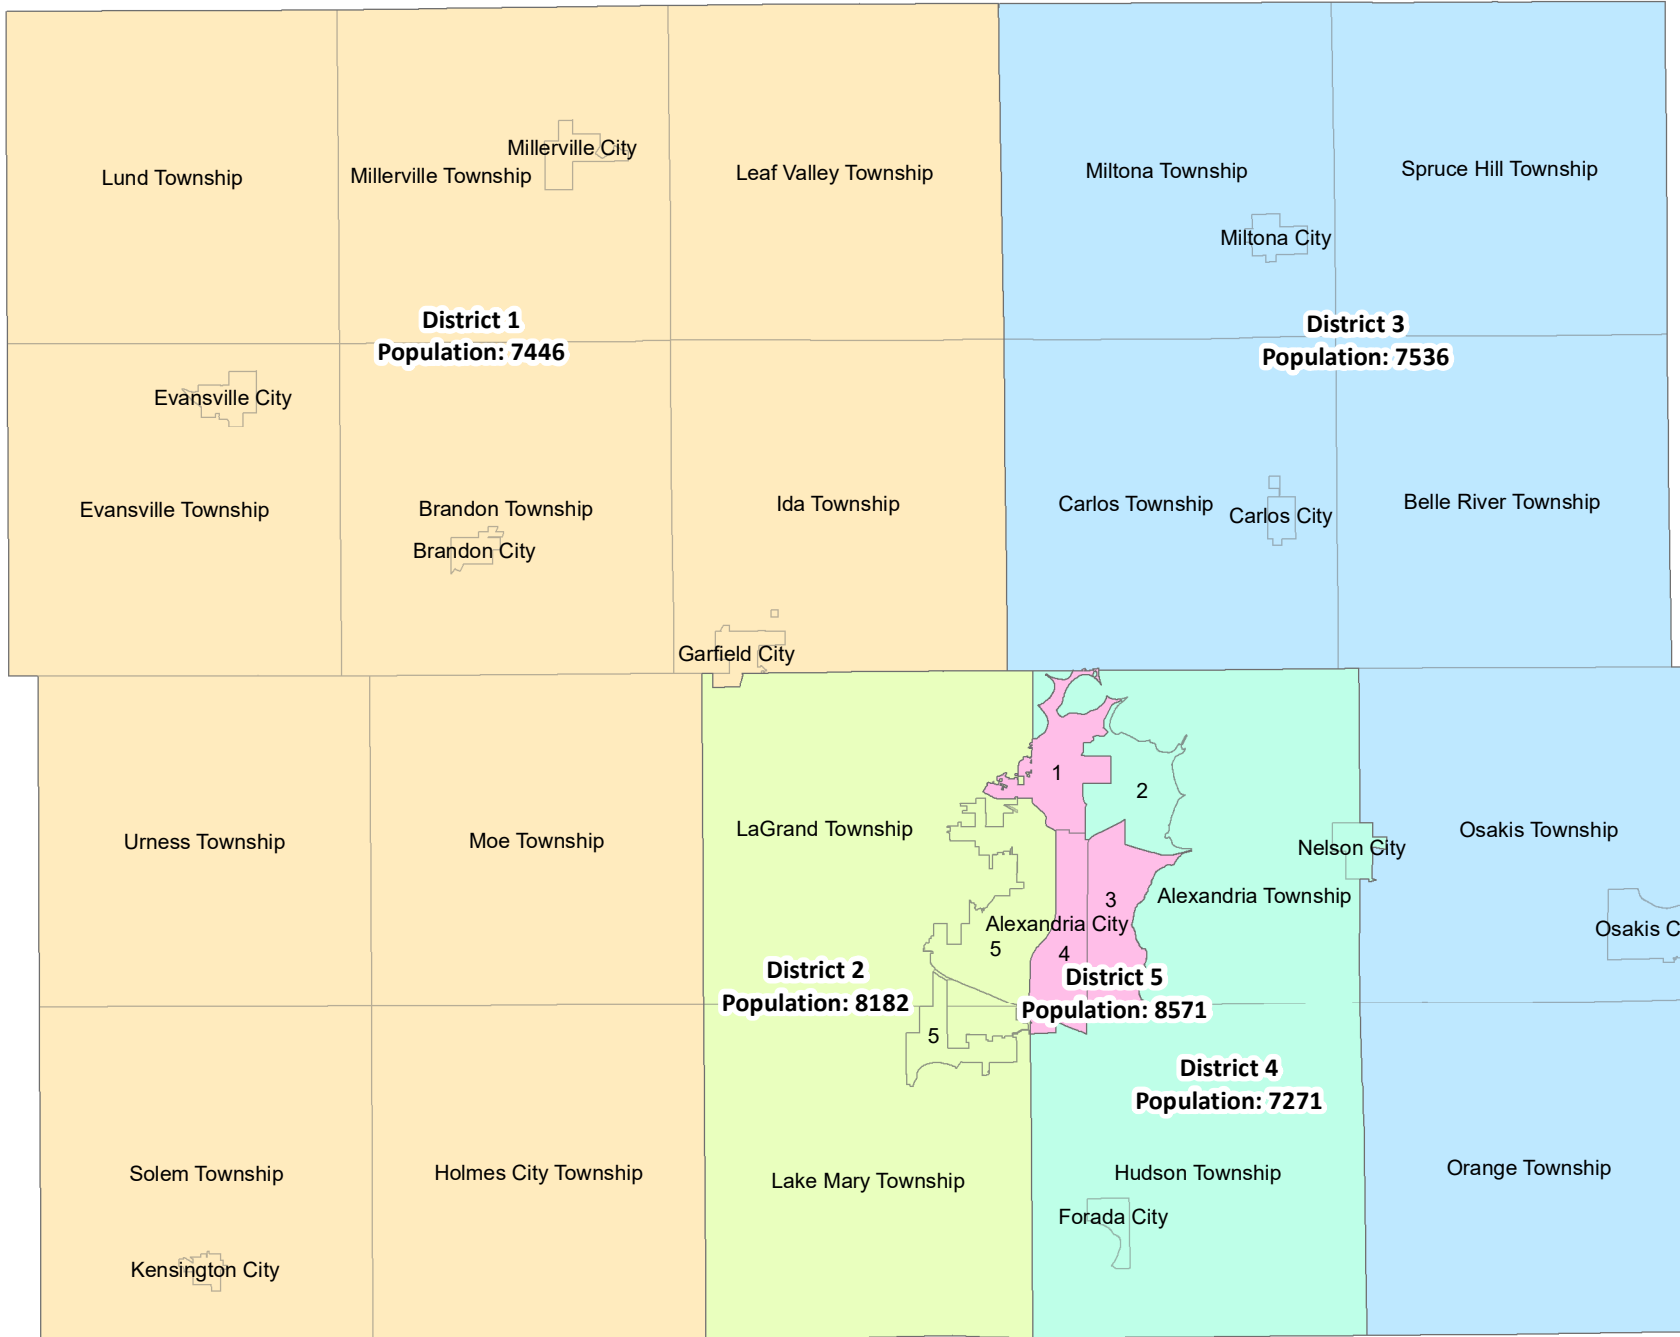 Millerville City
Lund Township
Millerville Township
Leaf Valley Township
Miltona Township
Spruce Hill Township
Miltona City
District 1
Population: 7446
District 3
Population: 7536
Evansville City
Evansville Township
Brandon Township
Brandon City
Ida Township
Carlos Township
Carlos City
Belle River Township
Garfield City
1
2
Urness Township
Moe Township
LaGrand Township
Nelson City
Osakis Township
3
Alexandria Township
Alexandria City
Osakis C
5
4
District 2
Population: 8182
District 5
Population: 8571
5
District 4
Population: 7271
Solem Township
Holmes City Township
Lake Mary Township
Hudson Township
Orange Township
Forada City
Kensington City